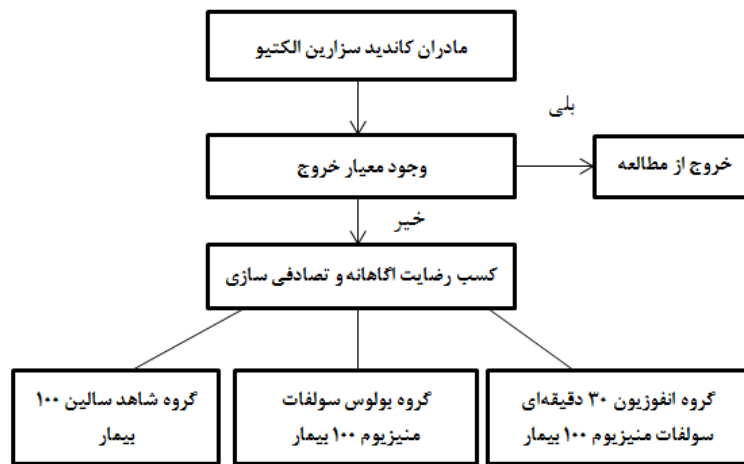 مادران کاندید سزارین الکتیو
بلی
وجود معیار خروج
خروج از مطالعه
خیر
کسب رضایت اگاهانه و تصادفی سازی
گروه انفوزیون ۳۰ دقیقه‌ای
سولفات منیزیوم ۱۰۰ بیمار
گروه بولوس سولفات
منیزیوم ۱۰۰ بیمار
گروه شاهد سالین ۱۰۰
بیمار